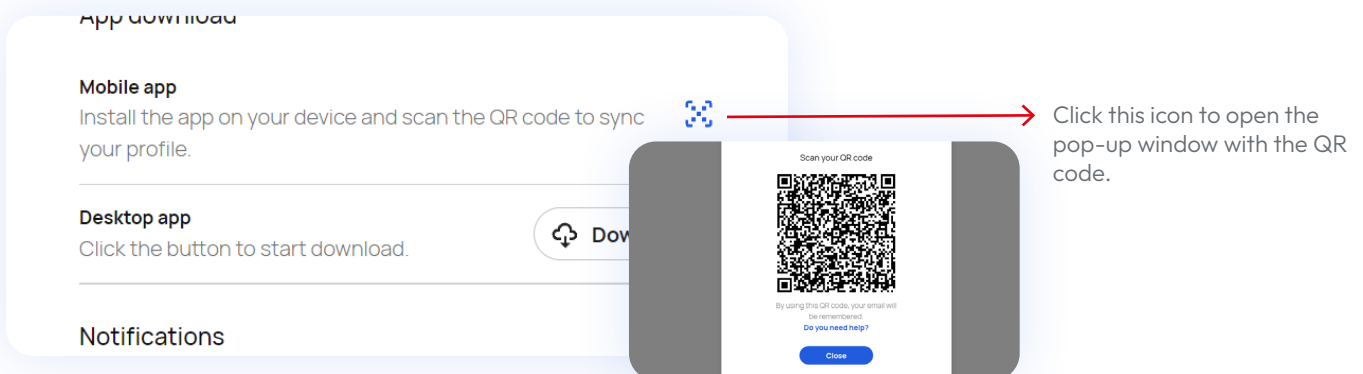 App download
Mobile app
Install the app on your device and scan the QR code to sync
your profile.
Desktop app
Click the button to start download.
Dow
Notifications
Scan your QR code
By using this QR code, your email will
be remembered.
Do you need help?
Close
Click this icon to open the
pop-up window with the QR
code.